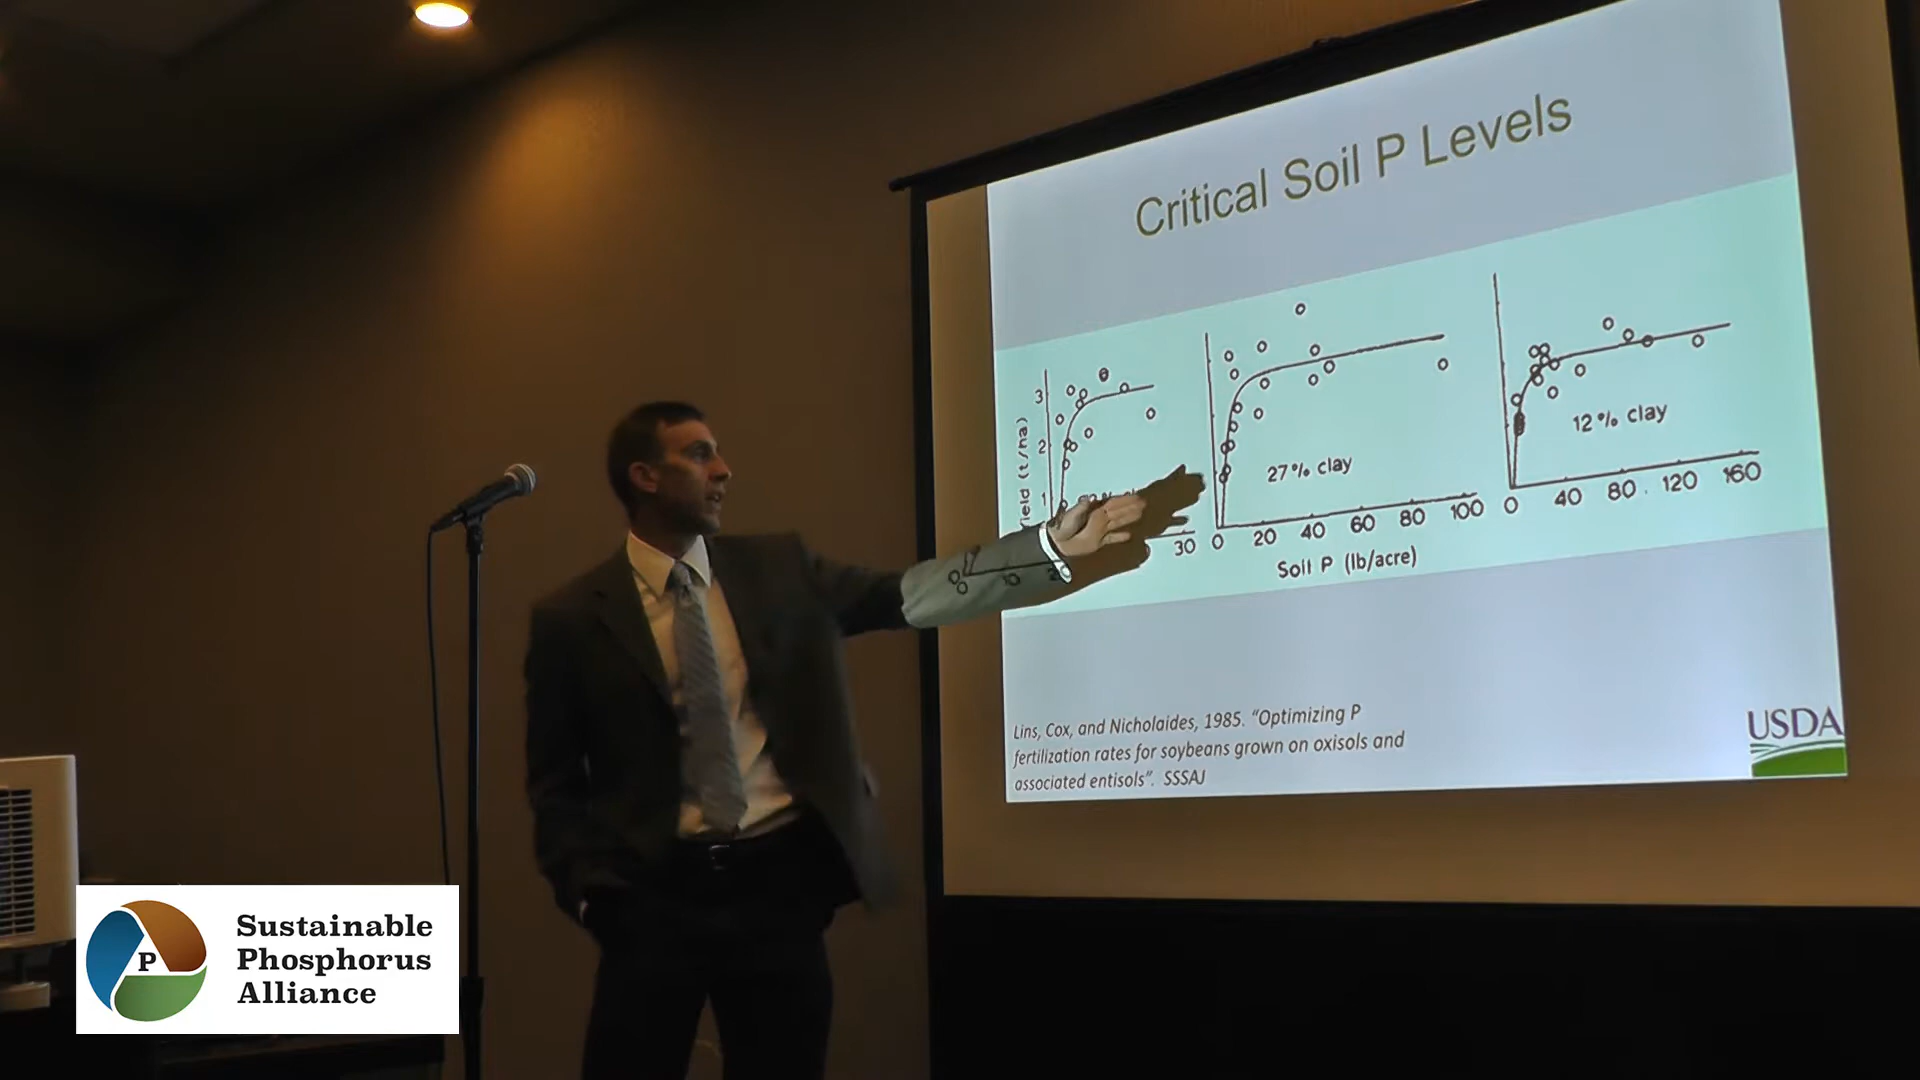 Critical Soil P Levels
3
2
1
Yield (t/ha)
30
27% clay
0 20 40 60 80 100
Soil P (lb/acre)
12% clay
0 40 80 120 160
Lins, Cox, and Nicholaides, 1985. “Optimizing P
fertilization rates for soybeans grown on oxisols and
associated entisols”. SSSAJ
USDA
P
Sustainable
Phosphorus
Alliance